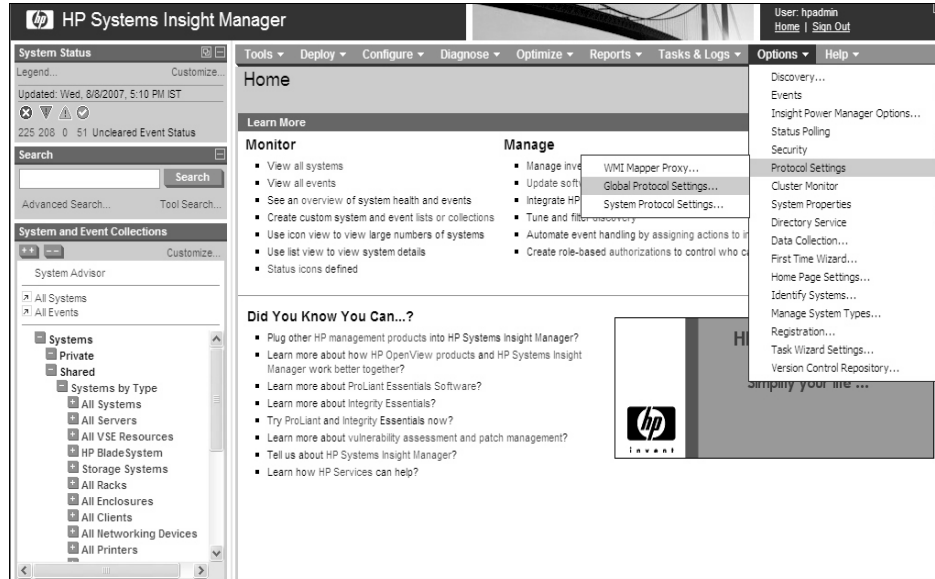 HP Systems Insight Manager
User: hpadmin
Home | Sign Out
System Status
Legend... Customize...
Updated: Wed, 8/8/2007, 5:10 PM IST
225 208 0 51 Uncleared Event Status
Search
Search
Advanced Search... Tool Search...
System and Event Collections
Customize...
System Advisor
All Systems
All Events
Systems
Private
Shared
Systems by Type
All Systems
All Servers
All VSE Resources
HP BladeSystem
Storage Systems
All Racks
All Enclosures
All Clients
All Networking Devices
All Printers
Tools Deploy Configure Diagnose Optimize Reports Tasks & Logs Options Help
Home
Learn More
Monitor
View all systems
View all events
See an overview of system health and events
Create custom system and event lists or collections
Use icon view to view large numbers of systems
Use list view to view system details
Status icons defined
Manage
Manage inve
Update soft
Integrate HP
Tune and filter discovery
Automate event handling by assigning actions to in
Create role-based authorizations to control who ca
WMI Mapper Proxy...
Global Protocol Settings...
System Protocol Settings...
Discovery...
Events
Insight Power Manager Options...
Status Polling
Security
Protocol Settings
Cluster Monitor
System Properties
Directory Service
Data Collection...
First Time Wizard...
Home Page Settings...
Identify Systems...
Manage System Types...
Registration...
Task Wizard Settings...
Version Control Repository...
Did You Know You Can...?
Plug other HP management products into HP Systems Insight Manager?
Learn more about how HP OpenView products and HP Systems Insight
Manager work better together?
Learn more about ProLiant Essentials Software?
Learn more about Integrity Essentials?
Try ProLiant and Integrity Essentials now?
Learn more about vulnerability assessment and patch management?
Tell us about HP Systems Insight Manager?
Learn how HP Services can help?
H
Simplify your life ...
hp
invent